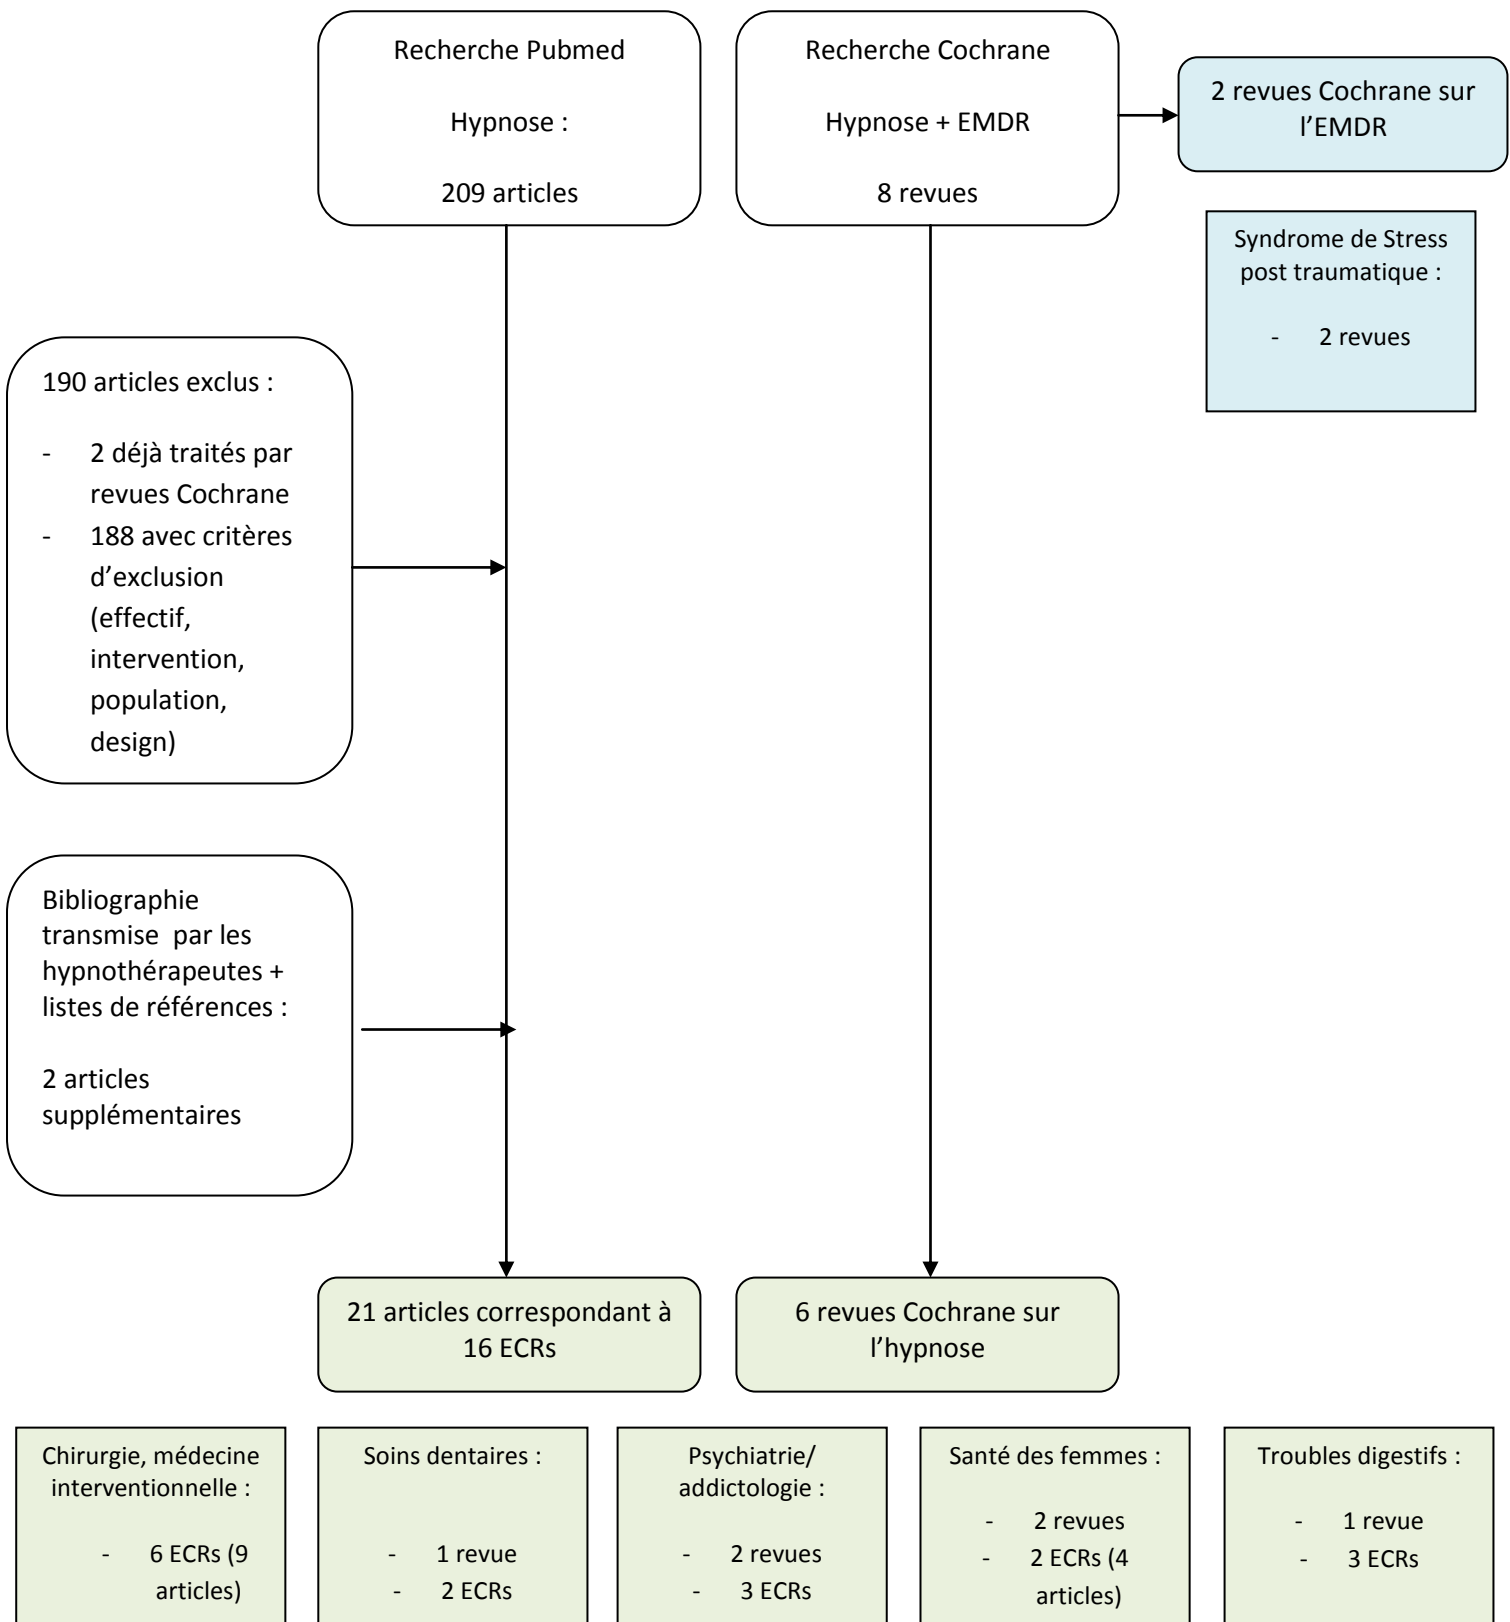 Recherche Pubmed
Hypnose :
209 articles
Recherche Cochrane
Hypnose + EMDR
8 revues
2 revues Cochrane sur
l’EMDR
Syndrome de Stress
post traumatique :
- 2 revues
190 articles exclus :
- 2 déjà traités par
revues Cochrane
- 188 avec critères
d’exclusion
(effectif,
intervention,
population,
design)
Bibliographie
transmise par les
hypnothérapeutes +
listes de références :
2 articles
supplémentaires
21 articles correspondant à
16 ECRs
6 revues Cochrane sur
l’hypnose
Chirurgie, médecine
interventionnelle :
- 6 ECRs (9
articles)
Soins dentaires :
- 1 revue
- 2 ECRs
Psychiatrie/
addictologie :
- 2 revues
- 3 ECRs
Santé des femmes :
- 2 revues
- 2 ECRs (4
articles)
Troubles digestifs :
- 1 revue
- 3 ECRs